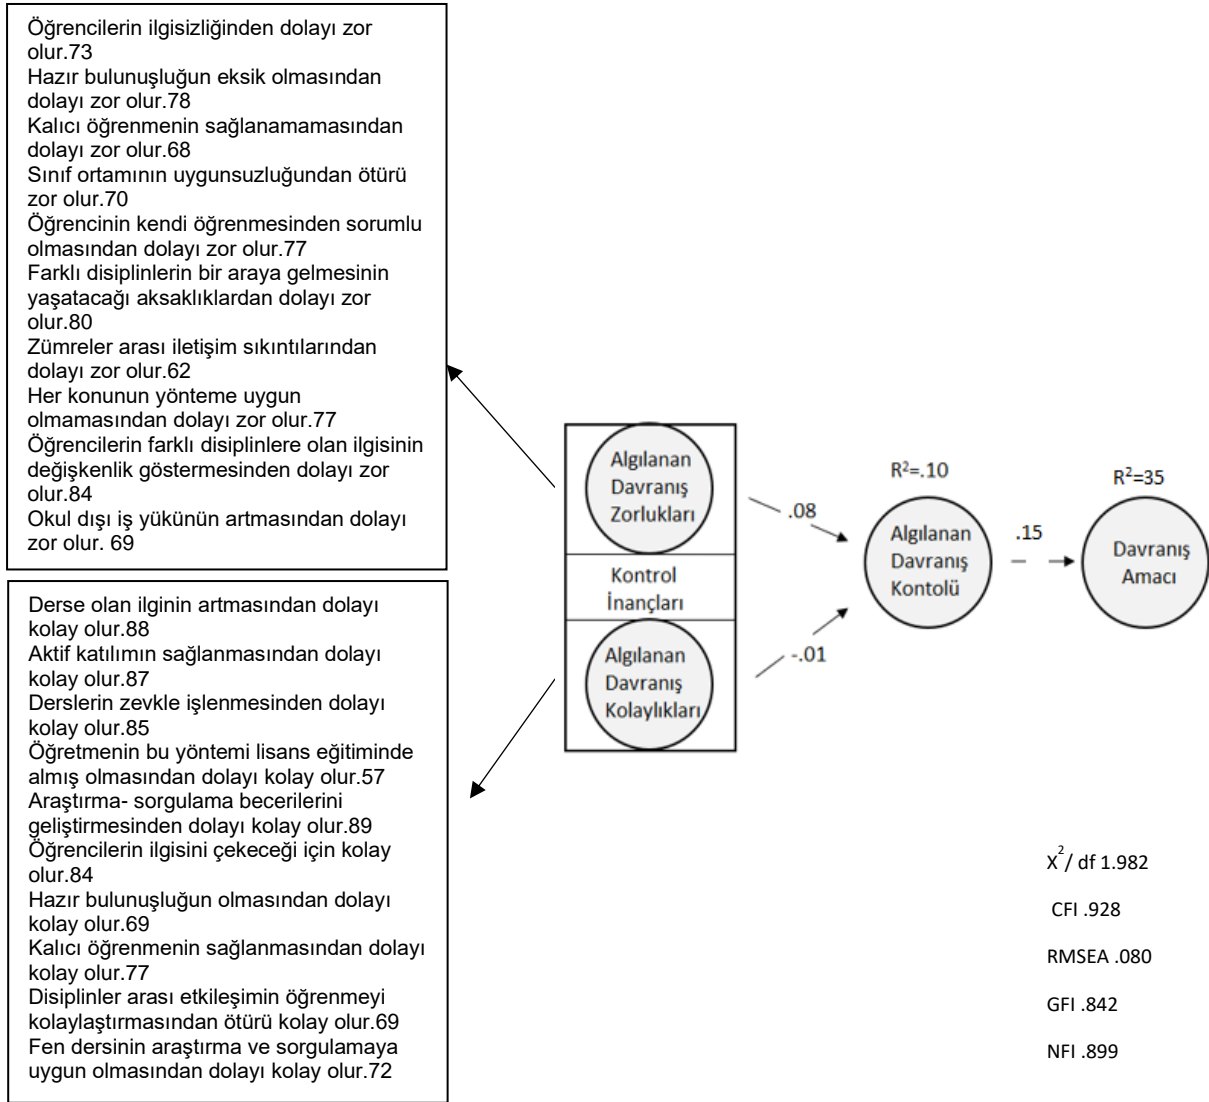 Öğrencilerin ilgisizliğinden dolayı zor
olur.73
Hazır bulunuşluğun eksik olmasından
dolayı zor olur.78
Kalıcı öğrenmenin sağlanamamasından
dolayı zor olur.68
Sınıf ortamının uygunsuzluğundan ötürü
zor olur.70
Öğrencinin kendi öğrenmesinden sorumlu
olmasından dolayı zor olur.77
Farklı disiplinlerin bir araya gelmesinin
yaşatacağı aksaklıklardan dolayı zor
olur.80
Zümreler arası iletişim sıkıntılarından
dolayı zor olur.62
Her konunun yönteme uygun
olmamasından dolayı zor olur.77
Öğrencilerin farklı disiplinlere olan ilgisinin
değişkenlik göstermesinden dolayı zor
olur.84
Okul dışı iş yükünün artmasından dolayı
zor olur. 69
Derse olan ilginin artmasından dolayı
kolay olur.88
Aktif katılımın sağlanmasından dolayı
kolay olur.87
Derslerin zevkle işlenmesinden dolayı
kolay olur.85
Öğretmenin bu yöntemi lisans eğitiminde
almış olmasından dolayı kolay olur.57
Araştırma- sorgulama becerilerini
geliştirmesinden dolayı kolay olur.89
Öğrencilerin ilgisini çekeceği için kolay
olur.84
Hazır bulunuşluğun olmasından dolayı
kolay olur.69
Kalıcı öğrenmenin sağlanmasından dolayı
kolay olur.77
Disiplinler arası etkileşimin öğrenmeyi
kolaylaştırmasından ötürü kolay olur.69
Fen dersinin araştırma ve sorgulamaya
uygun olmasından dolayı kolay olur.72
Algılanan
Davranış
Zorlukları
Kontrol
İnançları
Algılanan
Davranış
Kolaylıkları
.08
-.01
R²=.10
Algılanan
Davranış
Kontolü
.15
R²=35
Davranış
Amacı
X²/ df 1.982
CFI .928
RMSEA .080
GFI .842
NFI .899